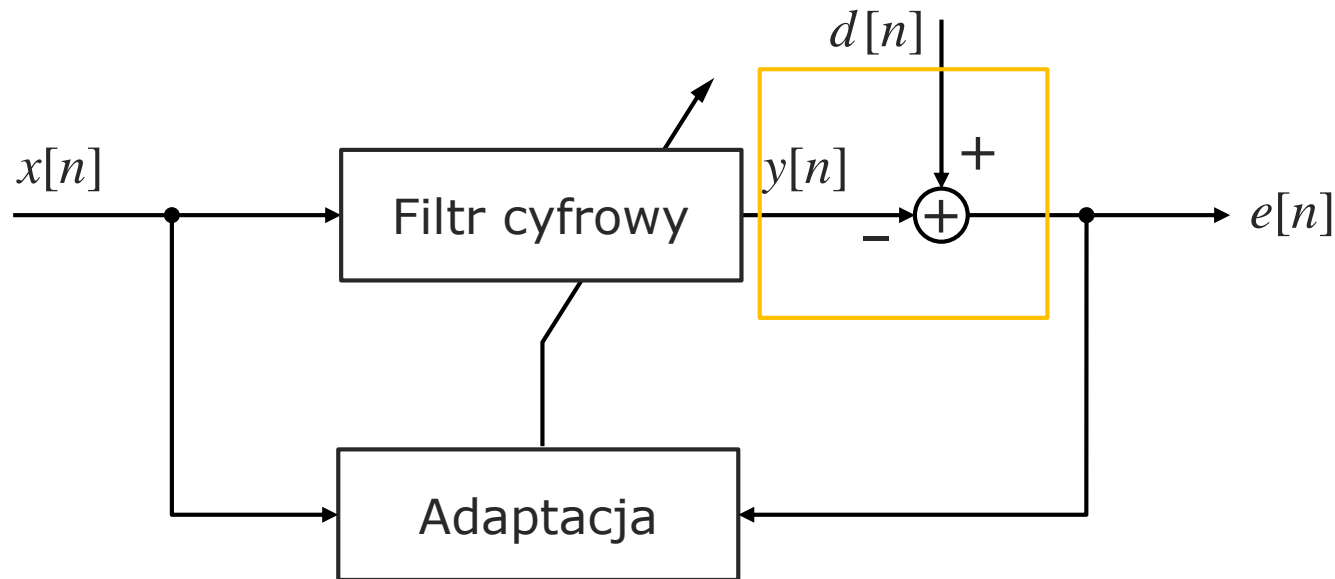 d[n]
x[n]
Filtr cyfrowy
y[n]
+
+
−
e[n]
Adaptacja